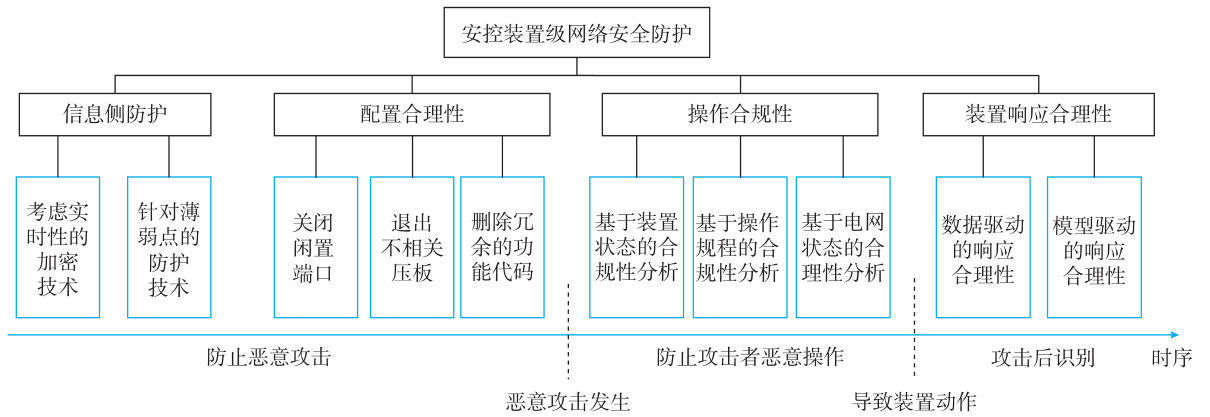 安控装置级网络安全防护
信息侧防护
配置合理性
操作合规性
装置响应合理性
考虑实
时性的
加密
技术
针对薄
弱点的
防护
技术
关闭
闲置
端口
退出
不相关
压板
删除冗
余的功
能代码
基于装置
状态的合
规性分析
基于操作
规程的合
规性分析
基于电网
状态的合
理性分析
数据驱动
的响应
合理性
模型驱动
的响应
合理性
防止恶意攻击
防止攻击者恶意操作
攻击后识别
时序
恶意攻击发生
导致装置动作